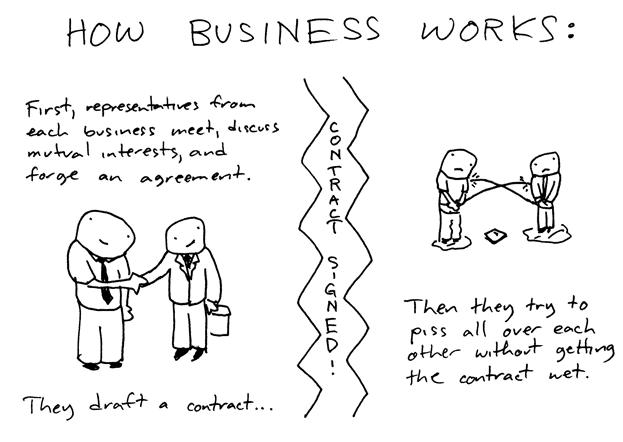 HOW BUSINESS WORKS:
First, representatives from
each business meet, discuss
mutual interests, and
forge an agreement.
They draft a contract...
CONTRACT SIGNED!
Then they try to
piss all over each
other without getting
the contract wet.